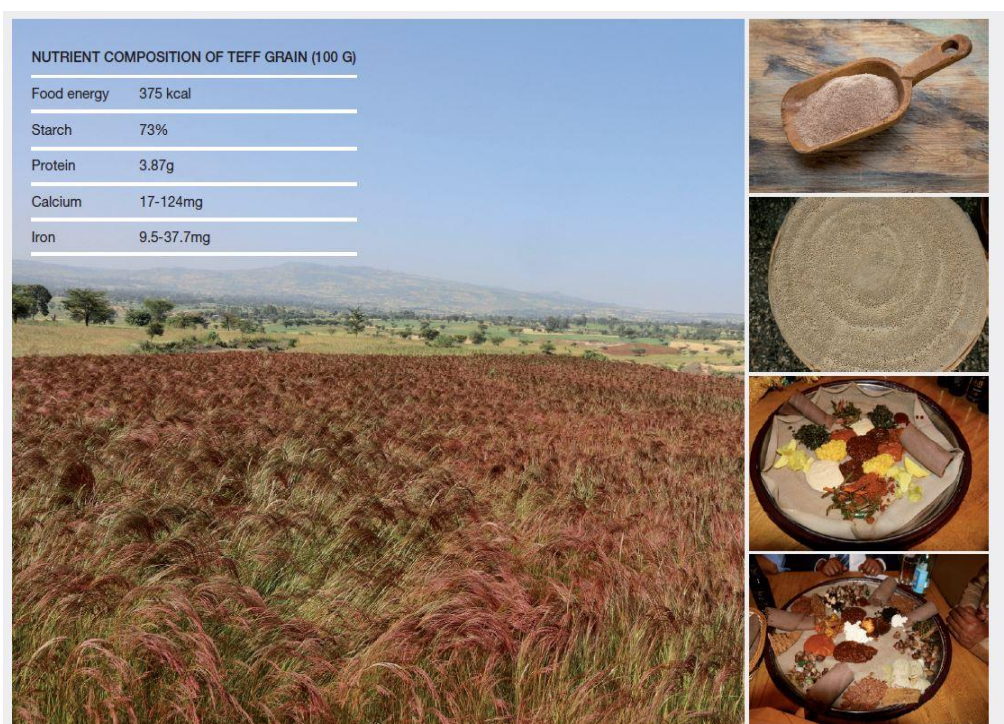 NUTRIENT COMPOSITION OF TEFF GRAIN (100 G)
Food energy 375 kcal
Starch 73%
Protein 3.87g
Calcium 17-124mg
Iron 9.5-37.7mg